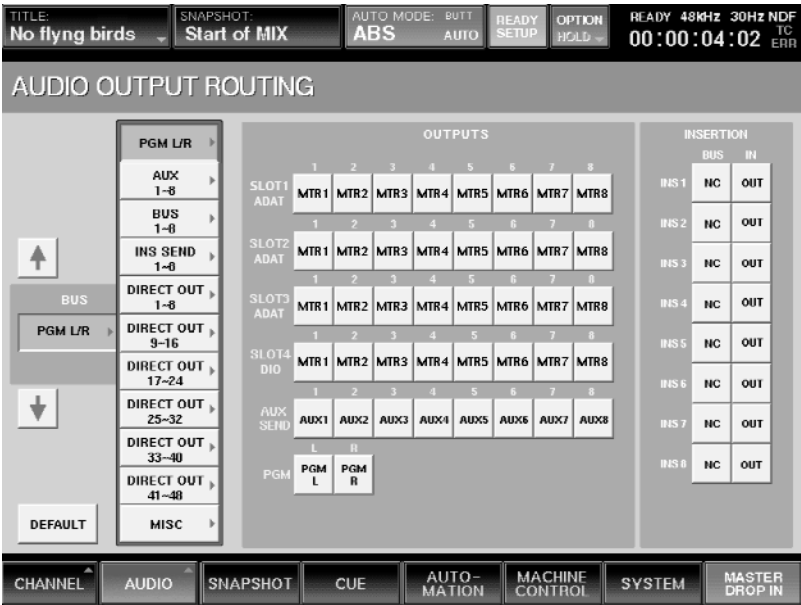 TITLE: SNAPSHOT: AUTO MODE: BUTT READY SETUP OPTION HOLD READY 48kHz 30Hz NDF
No flyng birds Start of MIX ABS AUTO 00:00:04:02 TC ERR
AUDIO OUTPUT ROUTING
BUS
PGM L/R
DEFAULT
PGM L/R
AUX
1~8
BUS
1~8
INS SEND
1~8
DIRECT OUT
1~8
DIRECT OUT
9~16
DIRECT OUT
17~24
DIRECT OUT
25~32
DIRECT OUT
33~40
DIRECT OUT
41~48
MISC
OUTPUTS
1 2 3 4 5 6 7 8
SLOT1 ADAT MTR1 MTR2 MTR3 MTR4 MTR5 MTR6 MTR7 MTR8
1 2 3 4 5 6 7 8
SLOT2 ADAT MTR1 MTR2 MTR3 MTR4 MTR5 MTR6 MTR7 MTR8
1 2 3 4 5 6 7 8
SLOT3 ADAT MTR1 MTR2 MTR3 MTR4 MTR5 MTR6 MTR7 MTR8
1 2 3 4 5 6 7 8
SLOT4 DIO MTR1 MTR2 MTR3 MTR4 MTR5 MTR6 MTR7 MTR8
1 2 3 4 5 6 7 8
AUX SEND AUX1 AUX2 AUX3 AUX4 AUX5 AUX6 AUX7 AUX8
L R
PGM PGM L PGM R
INSERTION
BUS IN
INS 1 NC OUT
INS 2 NC OUT
INS 3 NC OUT
INS 4 NC OUT
INS 5 NC OUT
INS 6 NC OUT
INS 7 NC OUT
INS 8 NC OUT
CHANNEL AUDIO SNAPSHOT CUE AUTO-MATION MACHINE CONTROL SYSTEM MASTER DROP IN